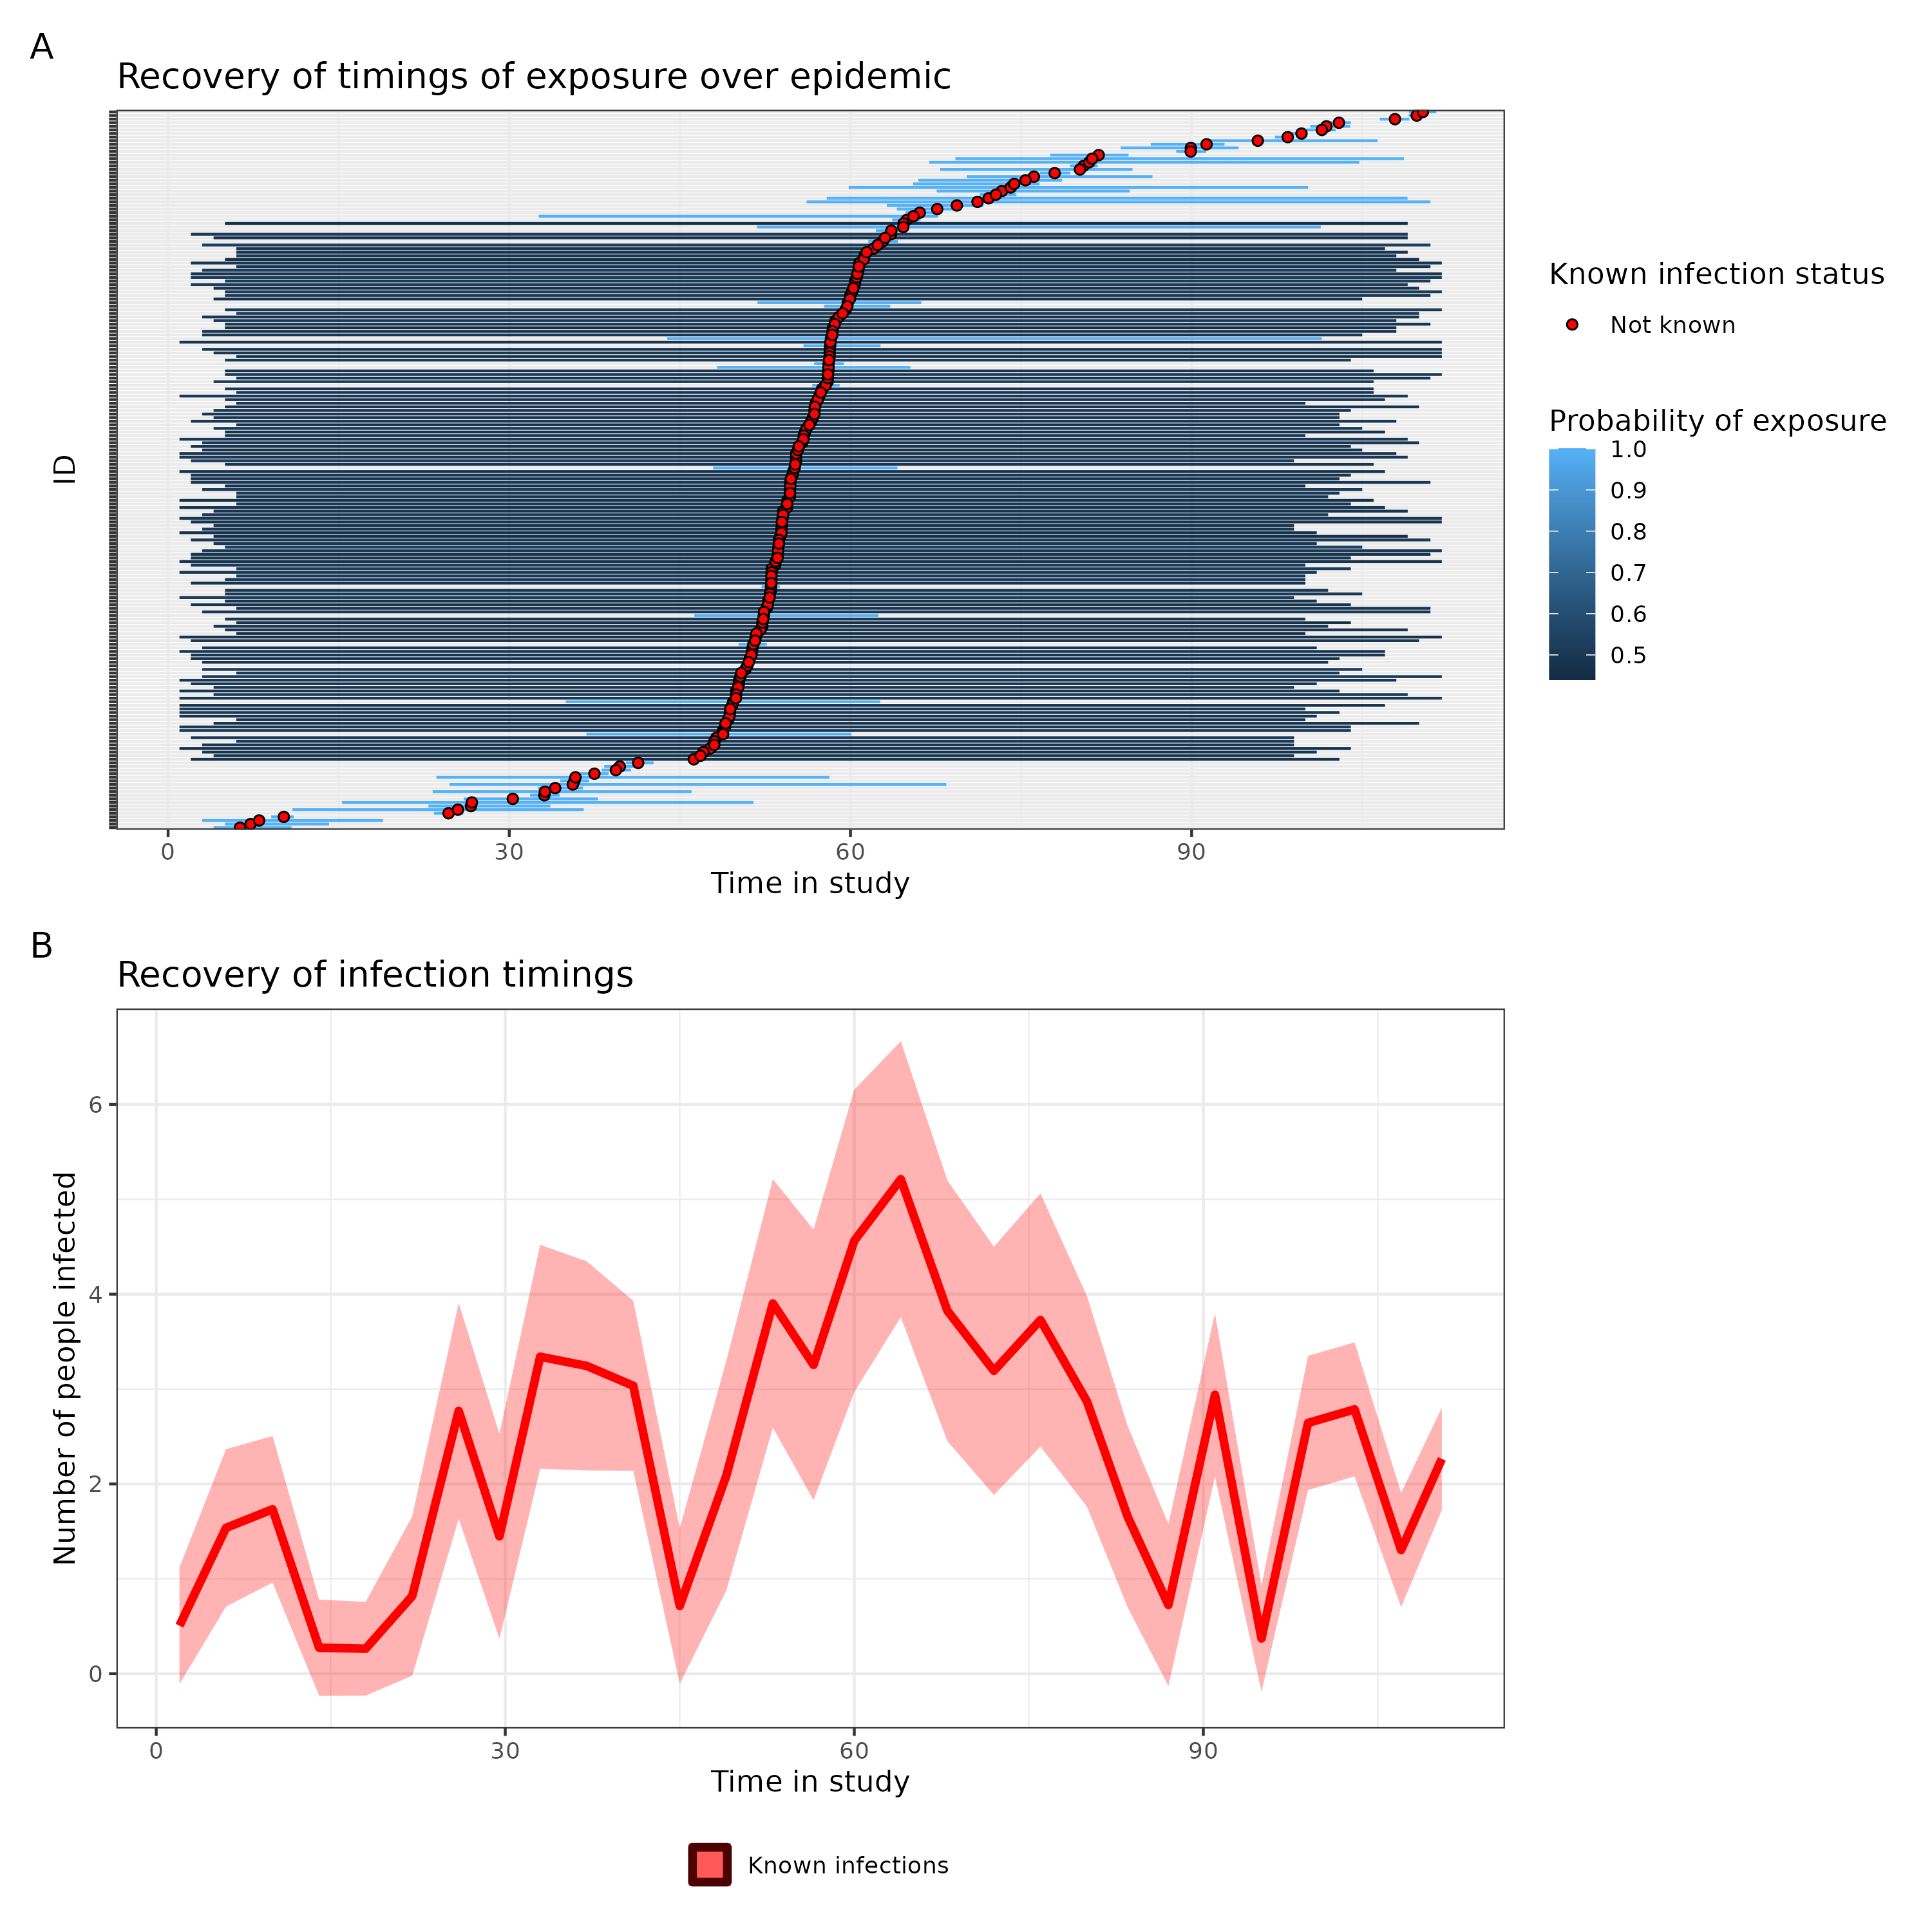 A
Recovery of timings of exposure over epidemic
ID
0 30 60 90
Time in study
Known infection status
Not known
Probability of exposure
1.0
0.9
0.8
0.7
0.6
0.5
B
Recovery of infection timings
Number of people infected
6
4
2
0
0 30 60 90
Time in study
Known infections